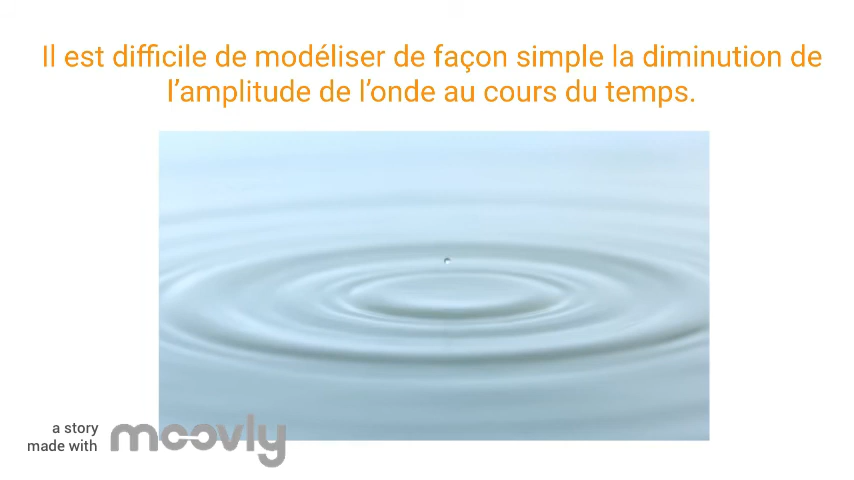 Il est difficile de modéliser de façon simple la diminution de
l’amplitude de l’onde au cours du temps.
a story
made with
moovly